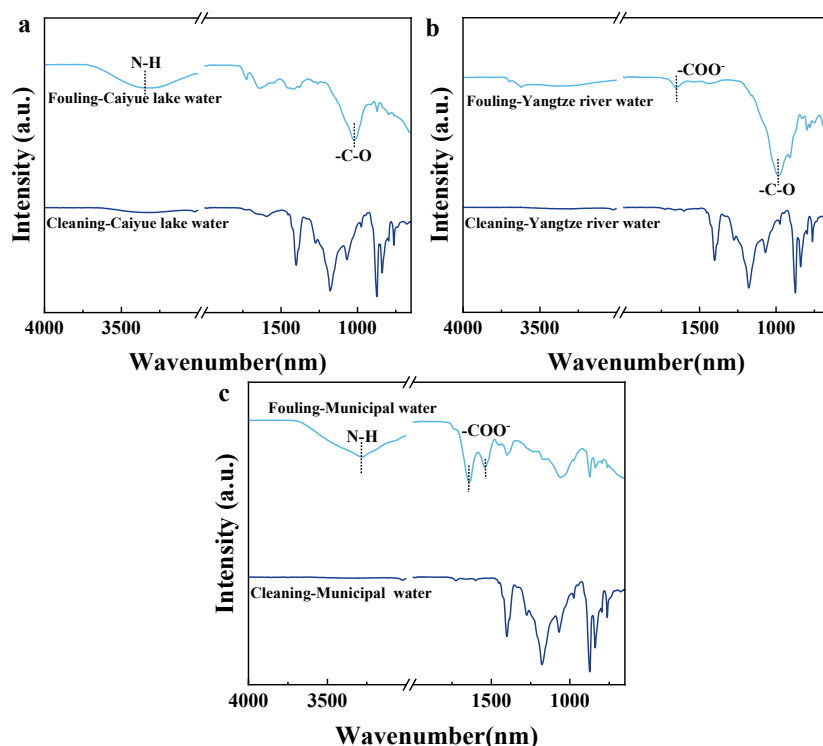 a
N-H
Fouling-Caiyue lake water
-C-O
Cleaning-Caiyue lake water
Intensity (a.u.)
4000 3500 1500 1000
Wavenumber(nm)
b
-COO⁻
Fouling-Yangtze river water
-C-O
Cleaning-Yangtze river water
Intensity (a.u.)
4000 3500 1500 1000
Wavenumber(nm)
c
Fouling-Municipal water
N-H
-COO⁻
Cleaning-Municipal water
Intensity (a.u.)
4000 3500 1500 1000
Wavenumber(nm)